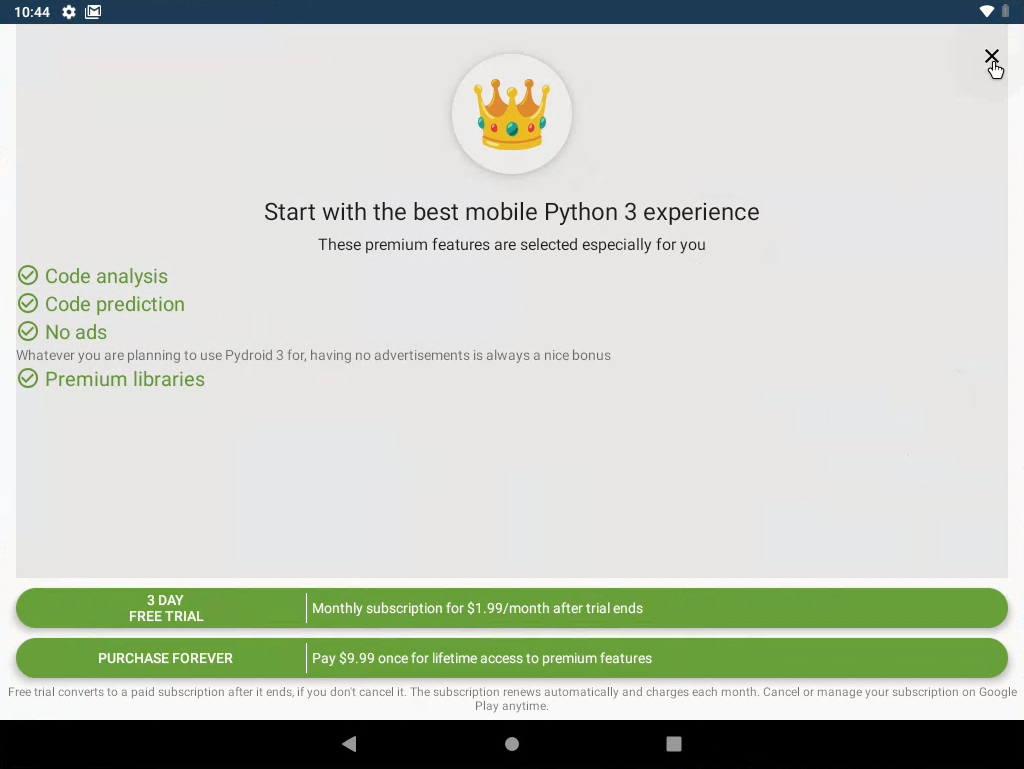 10:44
Start with the best mobile Python 3 experience
These premium features are selected especially for you
Code analysis
Code prediction
No ads
Whatever you are planning to use Pydroid 3 for, having no advertisements is always a nice bonus
Premium libraries
3 DAY
FREE TRIAL
Monthly subscription for $1.99/month after trial ends
PURCHASE FOREVER
Pay $9.99 once for lifetime access to premium features
Free trial converts to a paid subscription after it ends, if you don't cancel it. The subscription renews automatically and charges each month. Cancel or manage your subscription on Google
Play anytime.